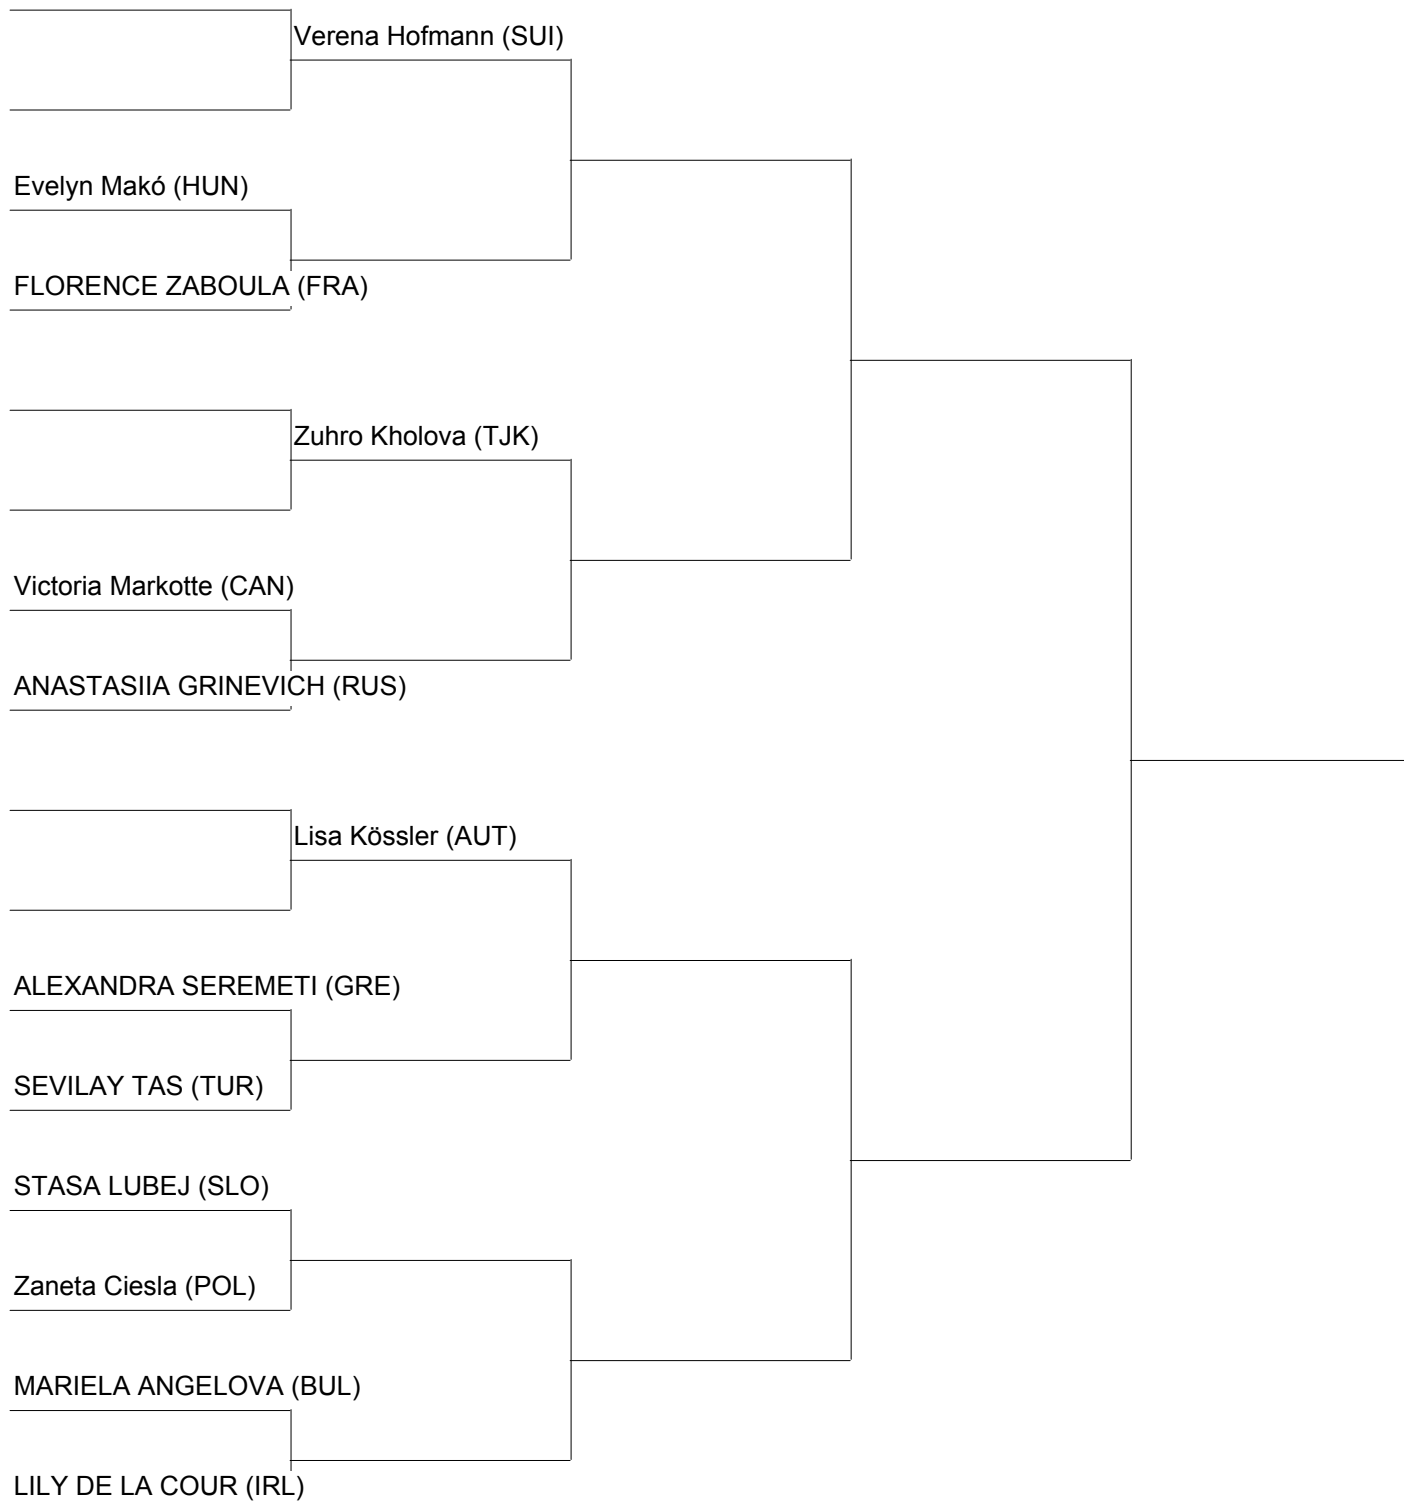 Verena Hofmann (SUI)
Evelyn Makó (HUN)
FLORENCE ZABOULA (FRA)
Zuhro Kholova (TJK)
Victoria Markotte (CAN)
ANASTASIIA GRINEVICH (RUS)
Lisa Kössler (AUT)
ALEXANDRA SEREMETI (GRE)
SEVILAY TAS (TUR)
STASA LUBEJ (SLO)
Zaneta Ciesla (POL)
MARIELA ANGELOVA (BUL)
LILY DE LA COUR (IRL)